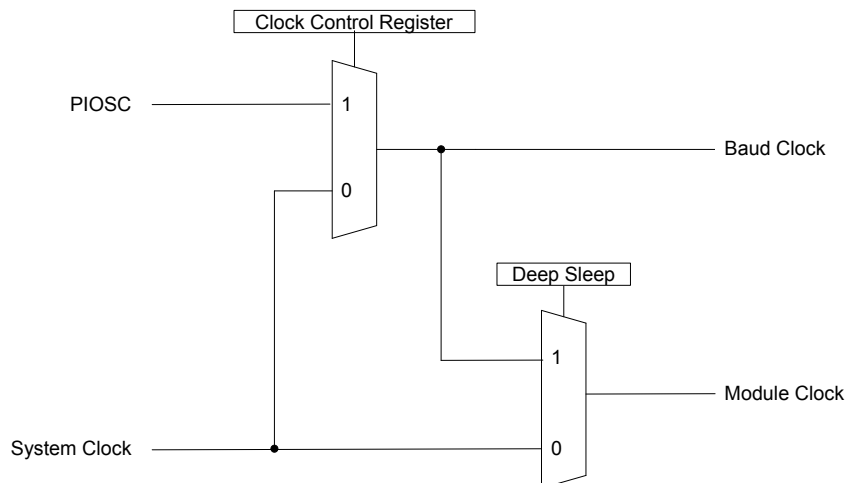 Clock Control Register
PIOSC
1
Baud Clock
0
Deep Sleep
1
Module Clock
System Clock
0